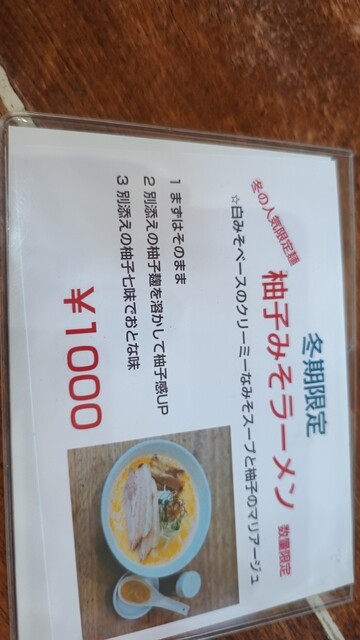 冬期限定
冬の人気限定麺
柚子みそラーメン 数量限定
☆白みそベースのクリーミーなみそスープと柚子のマリアージュ
1 まずはそのまま
2 別添えの柚子麹を溶かして柚子感UP
3 別添えの柚子七味でおとな味
￥1000